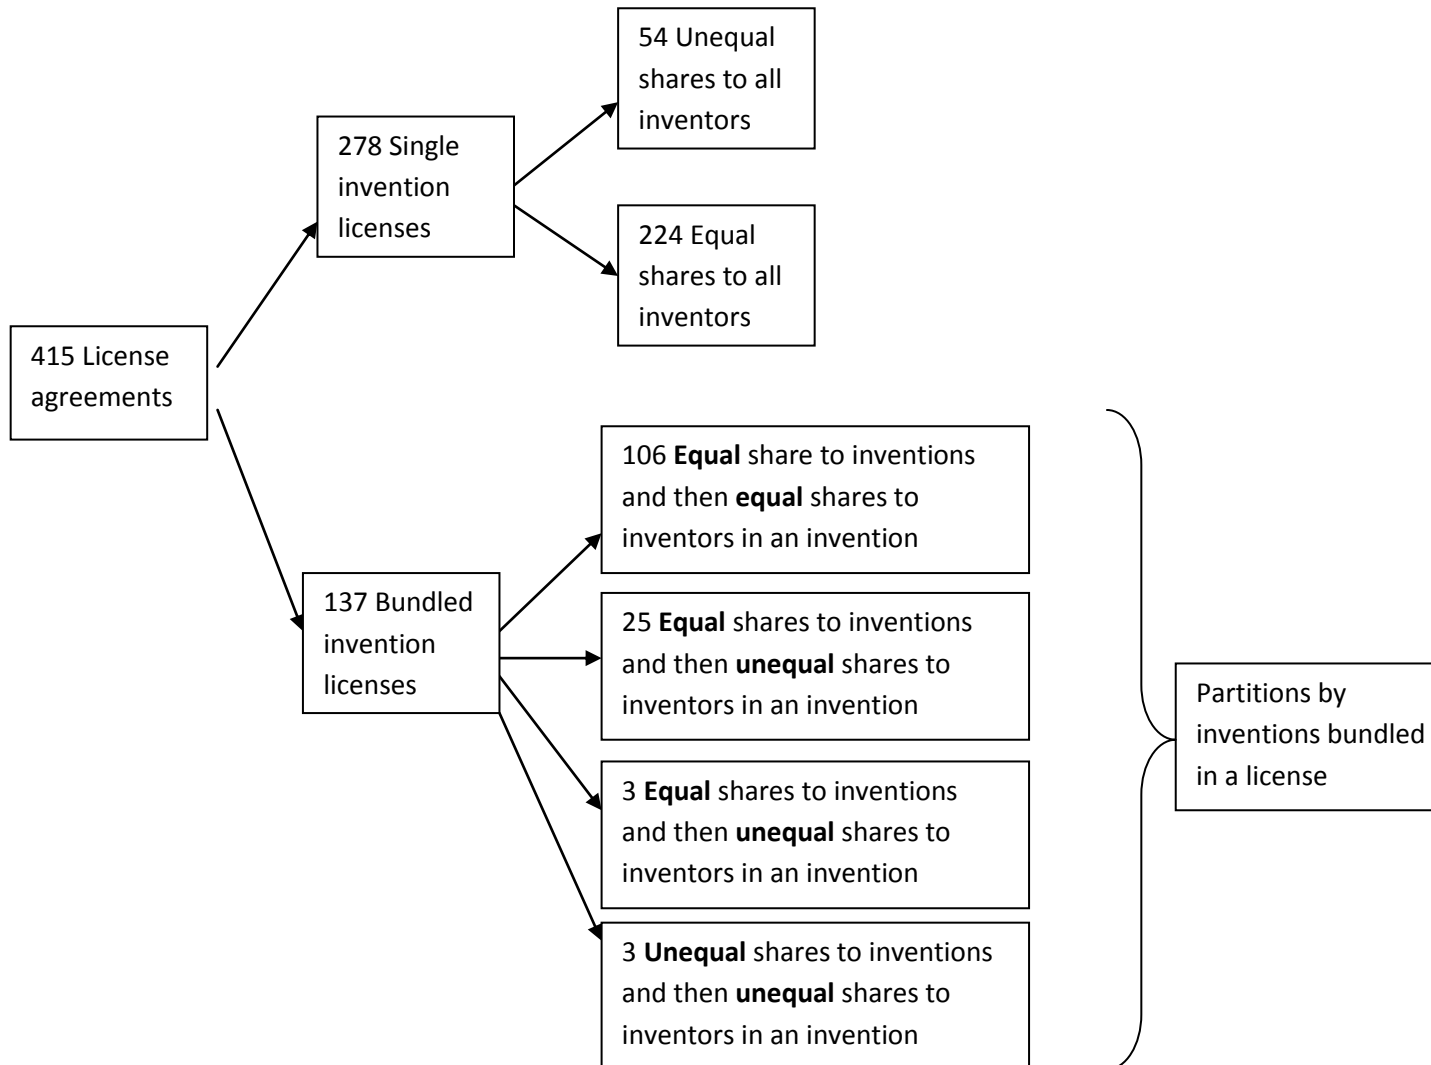 54 Unequal
shares to all
inventors
278 Single
invention
licenses
224 Equal
shares to all
inventors
415 License
agreements
106 Equal share to inventions
and then equal shares to
inventors in an invention
137 Bundled
invention
licenses
25 Equal shares to inventions
and then unequal shares to
inventors in an invention
3 Equal shares to inventions
and then unequal shares to
inventors in an invention
3 Unequal shares to inventions
and then unequal shares to
inventors in an invention
Partitions by
inventions bundled
in a license